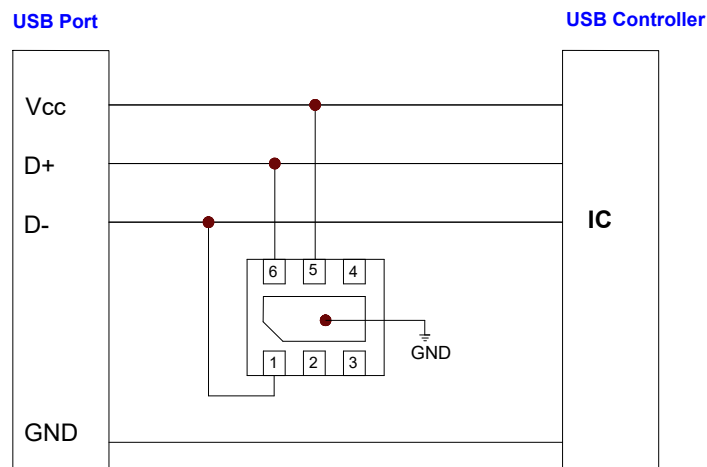 USB Port
USB Controller
Vcc
D+
D-
IC
6 5 4
GND
1 2 3
GND